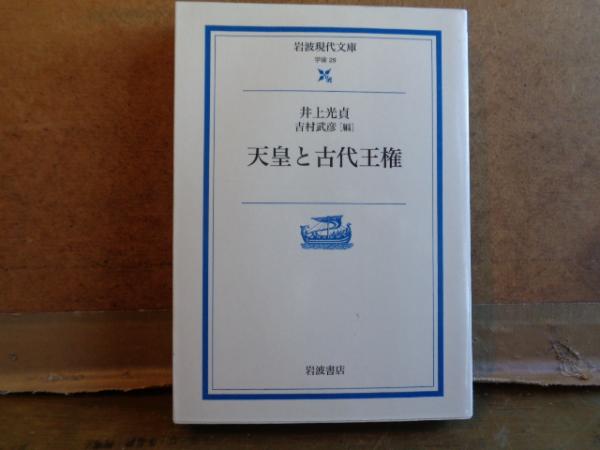 岩波現代文庫
学術 28
井上光貞
吉村武彦［編］
天皇と古代王権
岩波書店